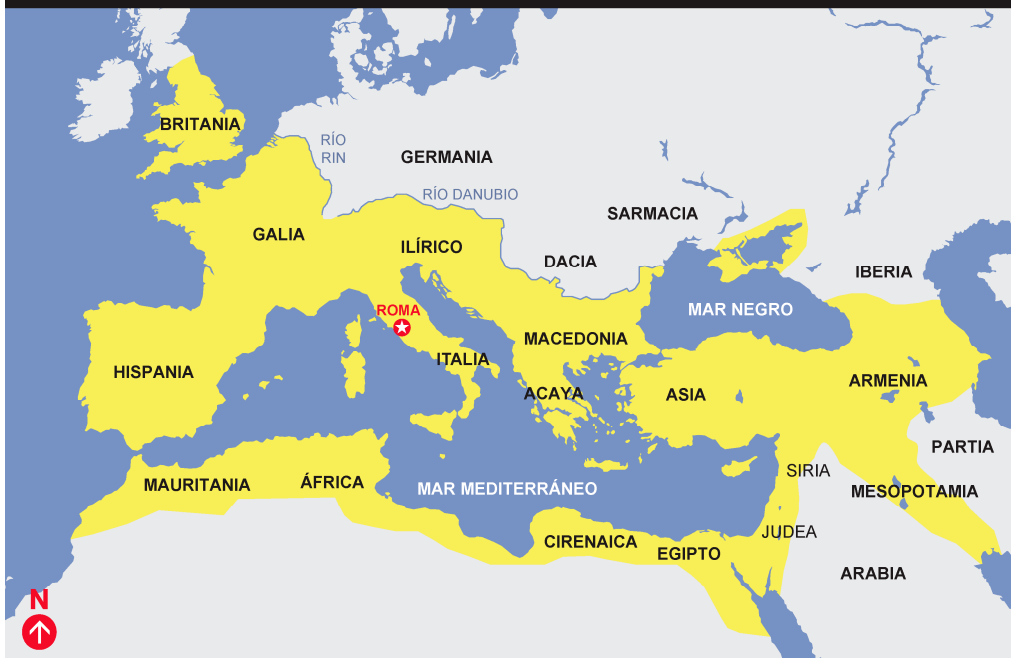 BRITANIA
RÍO
RIN
GERMANIA
RÍO DANUBIO
SARMACIA
GALIA
ILÍRICO
DACIA
IBERIA
ROMA
MAR NEGRO
MACEDONIA
ITALIA
HISPANIA
ACAYA
ASIA
ARMENIA
PARTIA
MAURITANIA
ÁFRICA
MAR MEDITERRÁNEO
SIRIA
MESOPOTAMIA
CIRENAICA
EGIPTO
JUDEA
ARABIA
N